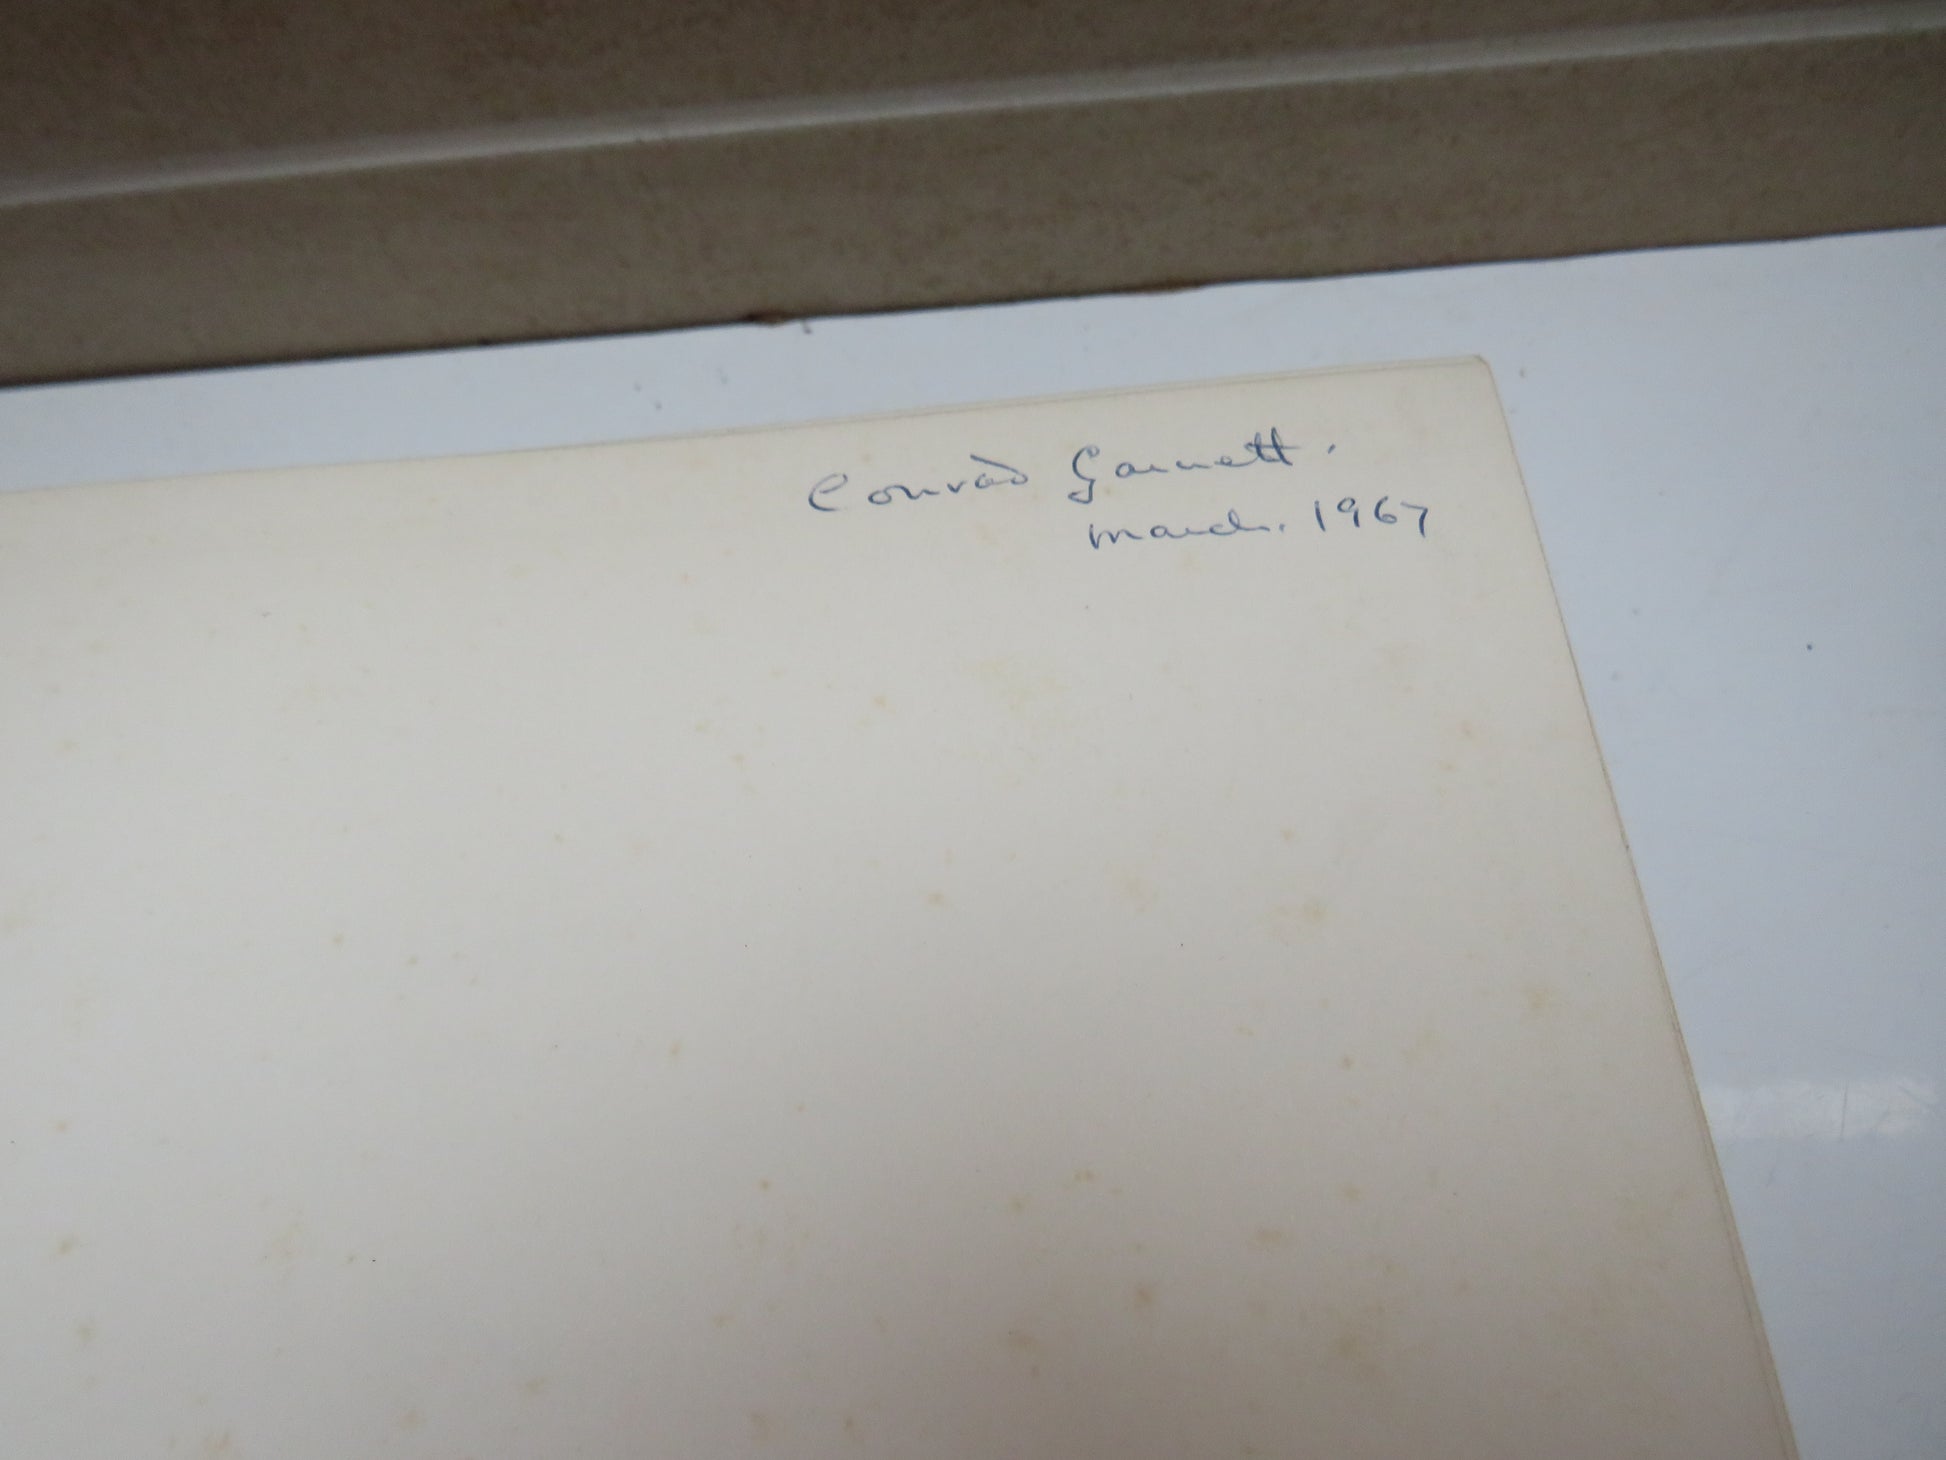 Conrad Garnett.
March. 1967